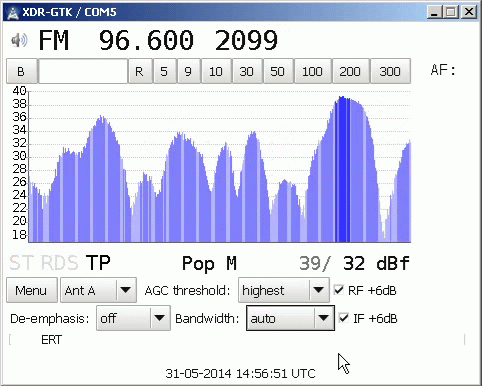 XDR-GTK / COM5
FM 96.600 2099
B R 5 9 10 30 50 100 200 300 AF:
40
38
36
34
32
30
28
26
24
22
20
18
ST RDS TP Pop M 39/ 32 dBf
Menu Ant A AGC threshold: highest RF +6dB
De-emphasis: off Bandwidth: auto IF +6dB
ERT
31-05-2014 14:56:51 UTC